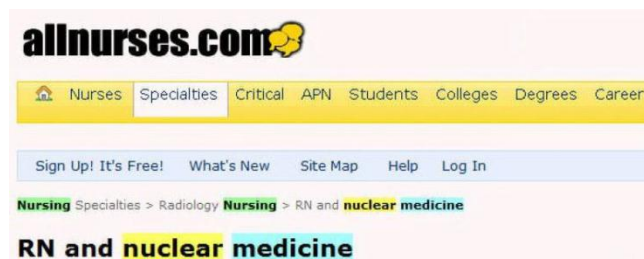 allnurses.com
Nurses Specialties Critical APN Students Colleges Degrees Career
Sign Up! It's Free! What's New Site Map Help Log In
Nursing Specialties > Radiology Nursing > RN and nuclear medicine
RN and nuclear medicine